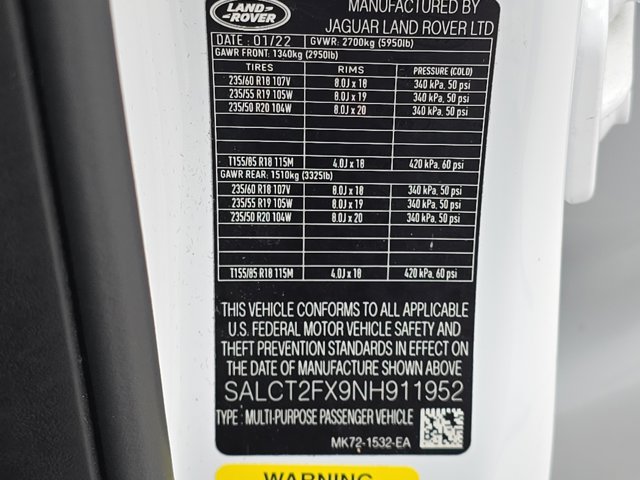 LAND-
-ROVER
MANUFACTURED BY
JAGUAR LAND ROVER LTD
DATE : 01/22 GVWR: 2700kg (5950lb)
GAWR FRONT: 1340kg (2950lb)
TIRES RIMS PRESSURE (COLD)
235/60 R18 107V 8.0J x 18 340 kPa, 50 psi
235/55 R19 105W 8.0J x 19 340 kPa, 50 psi
235/50 R20 104W 8.0J x 20 340 kPa, 50 psi
T155/85 R18 115M 4.0J x 18 420 kPa, 60 psi
GAWR REAR: 1510kg (3325lb)
235/60 R18 107V 8.0J x 18 340 kPa, 50 psi
235/55 R19 105W 8.0J x 19 340 kPa, 50 psi
235/50 R20 104W 8.0J x 20 340 kPa, 50 psi
T155/85 R18 115M 4.0J x 18 420 kPa, 60 psi
THIS VEHICLE CONFORMS TO ALL APPLICABLE
U.S. FEDERAL MOTOR VEHICLE SAFETY AND
THEFT PREVENTION STANDARDS IN EFFECT ON
THE DATE OF MANUFACTURE SHOWN ABOVE
SALCT2FX9NH911952
TYPE : MULTI-PURPOSE PASSENGER VEHICLE
MK72-1532-EA
WARNING